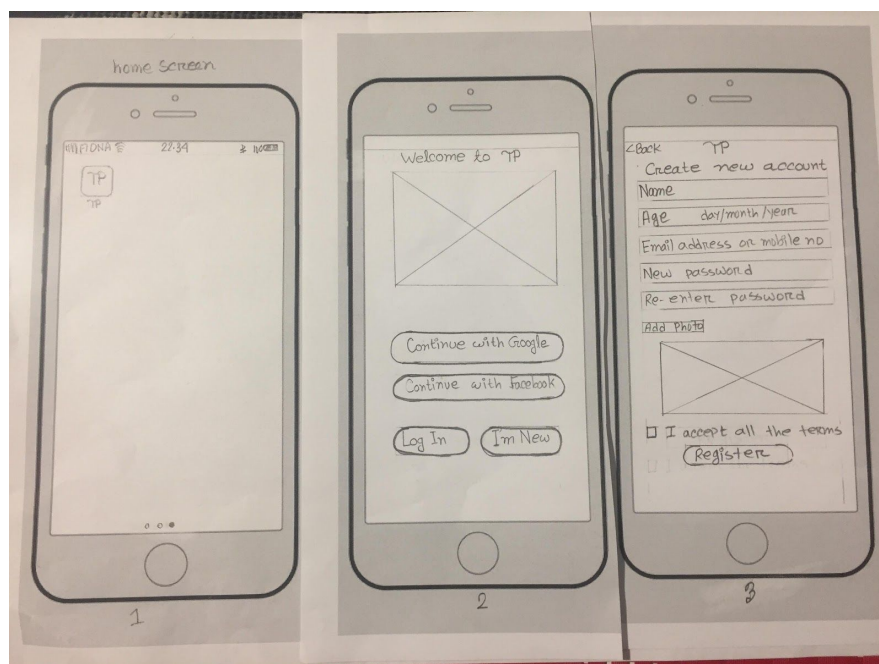 home screen
22:34
TP
TP
1
Welcome to TP
Continue with Google
Continue with Facebook
Log In
Im New
2
<Back TP
Create new account
Name
Age day/month/year
Email address or mobile no
New password
Re-enter password
Add Photo
I accept all the terms
Register
3